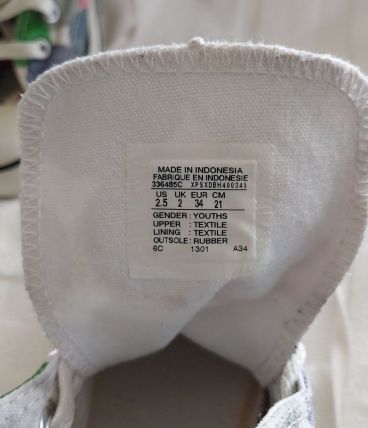 MADE IN INDONESIA
FABRIQUE EN INDONESIE
336485C XPSXOBH400345
US UK EUR CM
2.5 2 34 21
GENDER : YOUTHS
UPPER : TEXTILE
LINING : TEXTILE
OUTSOLE : RUBBER
6C 1301 A34